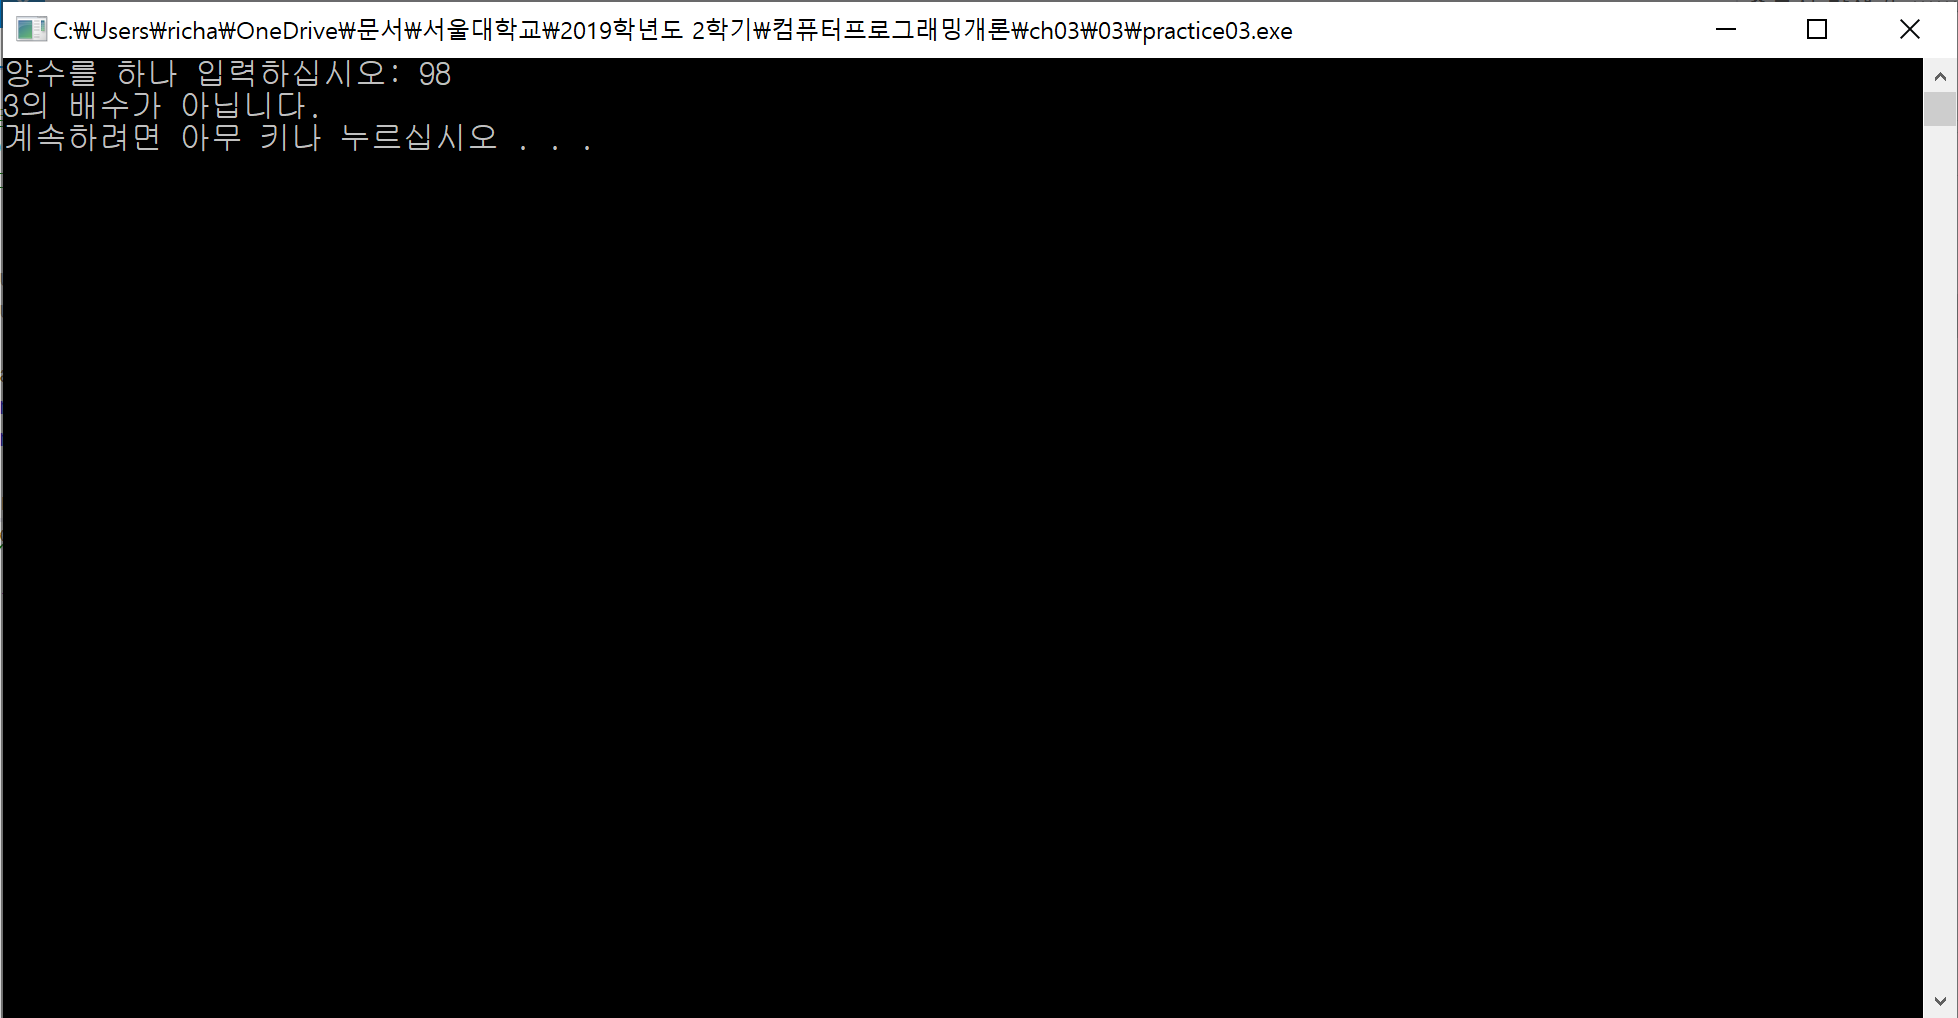 C:₩Users₩richa₩OneDrive₩문서₩서울대학교₩2019학년도 2학기₩컴퓨터프로그래밍개론₩ch03₩03₩practice03.exe
양수를 하나 입력하십시오: 98
3의 배수가 아닙니다.
계속하려면 아무 키나 누르십시오 . . .